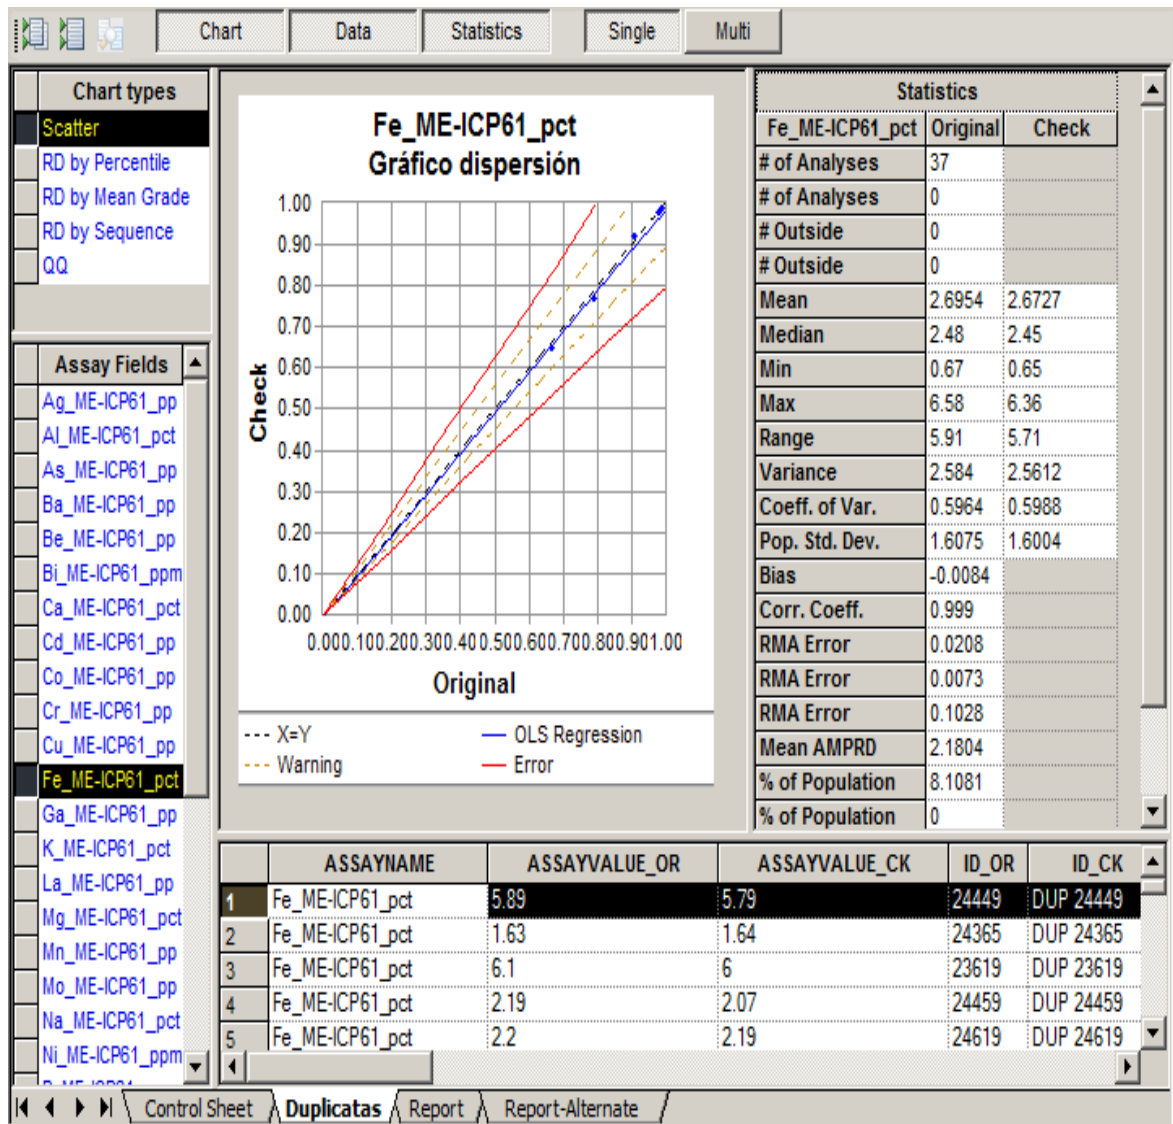 Chart Data Statistics Single Multi
Chart types
Scatter
RD by Percentile
RD by Mean Grade
RD by Sequence
QQ
Assay Fields
Ag_ME-ICP61_pp
Al_ME-ICP61_pct
As_ME-ICP61_pp
Ba_ME-ICP61_pp
Be_ME-ICP61_pp
Bi_ME-ICP61_ppm
Ca_ME-ICP61_pct
Cd_ME-ICP61_pp
Co_ME-ICP61_pp
Cr_ME-ICP61_pp
Cu_ME-ICP61_pp
Fe_ME-ICP61_pct
Ga_ME-ICP61_pp
K_ME-ICP61_pct
La_ME-ICP61_pp
Mg_ME-ICP61_pct
Mn_ME-ICP61_pp
Mo_ME-ICP61_pp
Na_ME-ICP61_pct
Ni_ME-ICP61_ppm
Fe_ME-ICP61_pct
Gráfico dispersión
1.00
0.90
0.80
0.70
0.60
0.50
0.40
0.30
0.20
0.10
0.00
Check
0.000.100.200.300.400.500.600.700.800.901.00
Original
X=Y OLS Regression
Warning Error
Statistics
Fe_ME-ICP61_pct Original Check
# of Analyses 37
# of Analyses 0
# Outside 0
# Outside 0
Mean 2.6954 2.6727
Median 2.48 2.45
Min 0.67 0.65
Max 6.58 6.36
Range 5.91 5.71
Variance 2.584 2.5612
Coeff. of Var. 0.5964 0.5988
Pop. Std. Dev. 1.6075 1.6004
Bias -0.0084
Corr. Coeff. 0.999
RMA Error 0.0208
RMA Error 0.0073
RMA Error 0.1028
Mean AMPRD 2.1804
% of Population 8.1081
% of Population 0
ASSAYNAME ASSAYVALUE_OR ASSAYVALUE_CK ID_OR ID_CK
1 Fe_ME-ICP61_pct 5.89 5.79 24449 DUP 24449
2 Fe_ME-ICP61_pct 1.63 1.64 24365 DUP 24365
3 Fe_ME-ICP61_pct 6.1 6 23619 DUP 23619
4 Fe_ME-ICP61_pct 2.19 2.07 24459 DUP 24459
5 Fe_ME-ICP61_pct 2.2 2.19 24619 DUP 24619
Control Sheet Duplicatas Report Report-Alternate